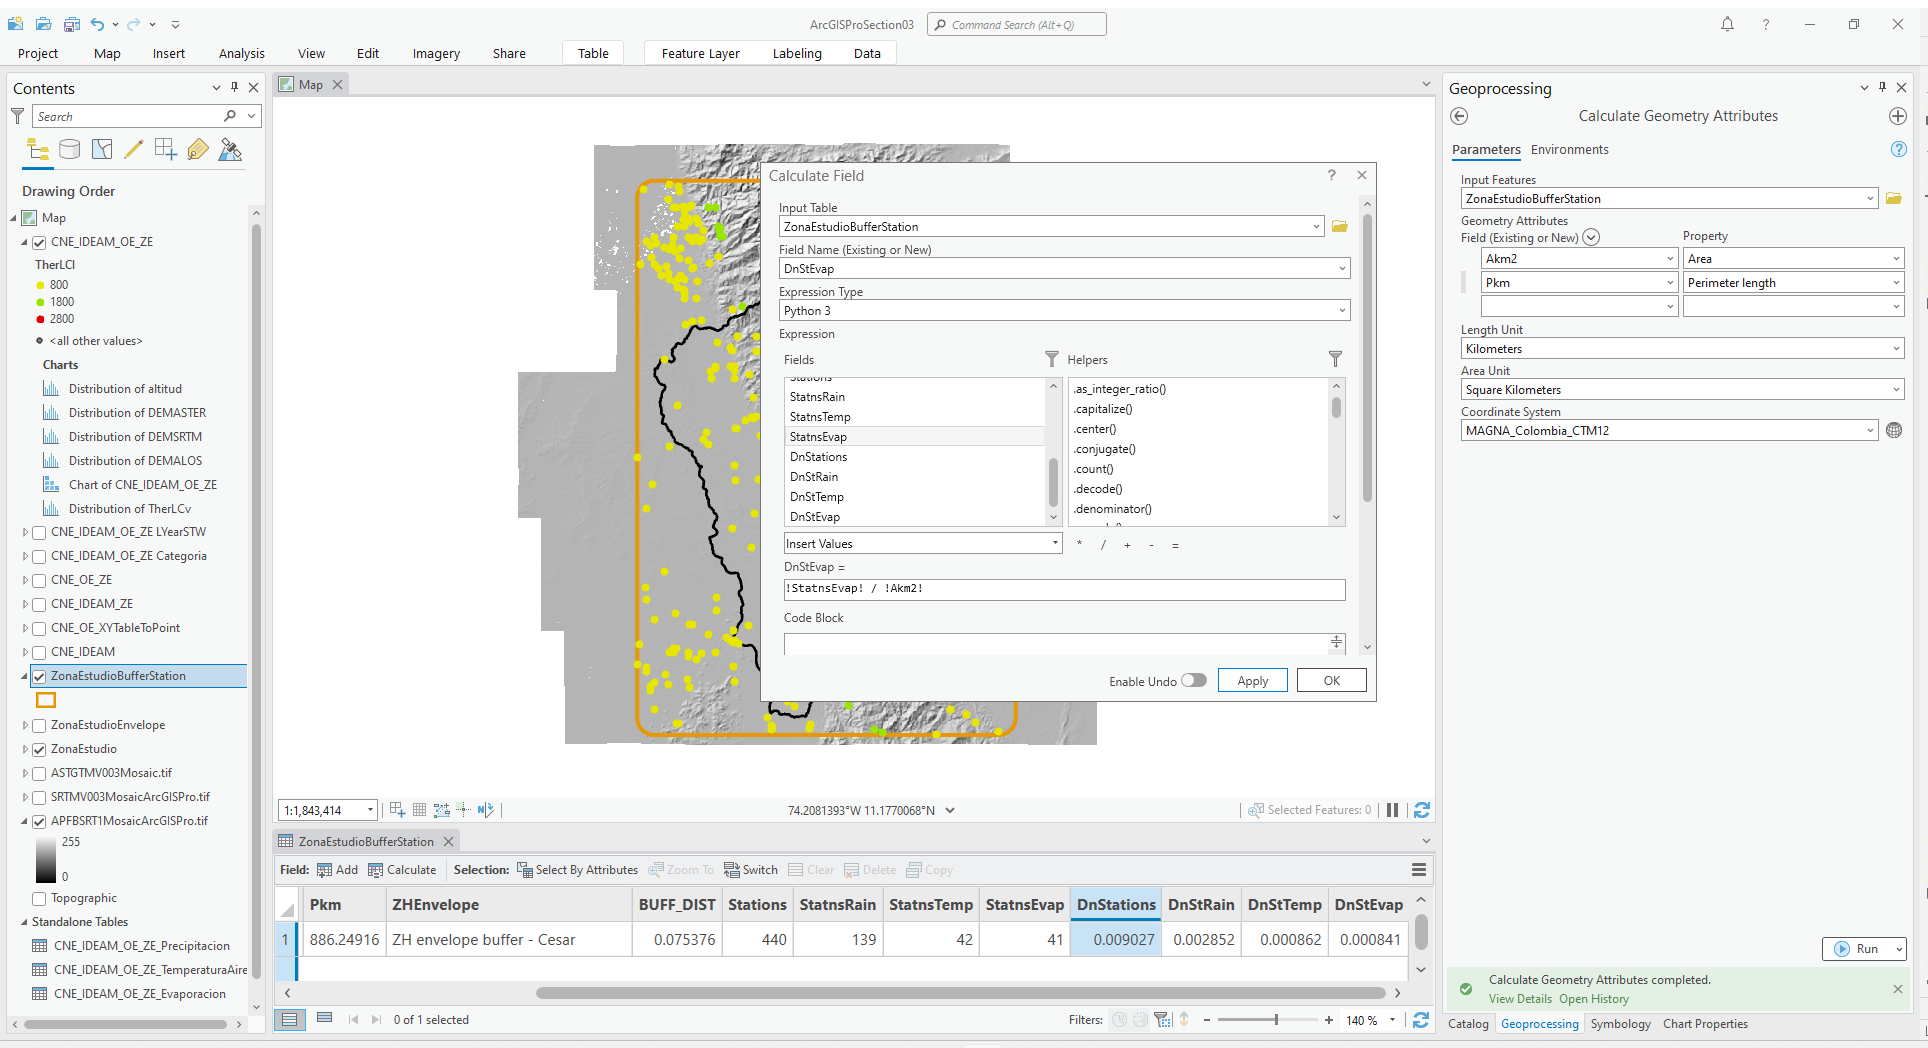 ArcGISProSection03
Command Search (Alt+Q)
Project
Map
Insert
Analysis
View
Edit
Imagery
Share
Table
Feature Layer
Labeling
Data
Contents
Search
Drawing Order
Map
CNE_IDEAM_OE_ZE
TherLCl
800
1800
2800
<all other values>
Charts
Distribution of altitud
Distribution of DEMASTER
Distribution of DEMSRTM
Distribution of DEMALOS
Chart of CNE_IDEAM_OE_ZE
Distribution of TherLCv
CNE_IDEAM_OE_ZE LYearSTW
CNE_IDEAM_OE_ZE Categoria
CNE_OE_ZE
CNE_IDEAM_ZE
CNE_OE_XYTableToPoint
CNE_IDEAM
ZonaEstudioBufferStation
ZonaEstudioEnvelope
ZonaEstudio
ASTGTMV003Mosaic.tif
SRTMV003MosaicArcGISPro.tif
APFBSRT1MosaicArcGISPro.tif
255
0
Topographic
Standalone Tables
CNE_IDEAM_OE_ZE_Precipitacion
CNE_IDEAM_OE_ZE_TemperaturaAire
CNE_IDEAM_OE_ZE_Evaporacion
Map
Calculate Field
?
Input Table
ZonaEstudioBufferStation
Field Name (Existing or New)
DnStEvap
Expression Type
Python 3
Expression
Fields
Helpers
Stations
StatnsRain
StatnsTemp
StatnsEvap
DnStations
DnStRain
DnStTemp
DnStEvap
.as_integer_ratio()
.capitalize()
.center()
.conjugate()
.count()
.decode()
.denominator()
Insert Values
* / + - =
DnStEvap =
!StatnsEvap! / !Akm2!
Code Block
Enable Undo
Apply
OK
1:1,843,414
74.2081393°W 11.1770068°N
Selected Features: 0
ZonaEstudioBufferStation
Field: Add Calculate Selection: Select By Attributes Zoom To Switch Clear Delete Copy
Pkm ZHEnvelope BUFF_DIST Stations StatnsRain StatnsTemp StatnsEvap DnStations DnStRain DnStTemp DnStEvap
1 886.24916 ZH envelope buffer - Cesar 0.075376 440 139 42 41 0.009027 0.002852 0.000862 0.000841
0 of 1 selected
Filters:
- + 140 %
Geoprocessing
Calculate Geometry Attributes
Parameters Environments
?
Input Features
ZonaEstudioBufferStation
Geometry Attributes
Field (Existing or New) Property
Akm2 Area
Pkm Perimeter length
Length Unit
Kilometers
Area Unit
Square Kilometers
Coordinate System
MAGNA_Colombia_CTM12
Run
Calculate Geometry Attributes completed.
View Details Open History
Catalog Geoprocessing Symbology Chart Properties